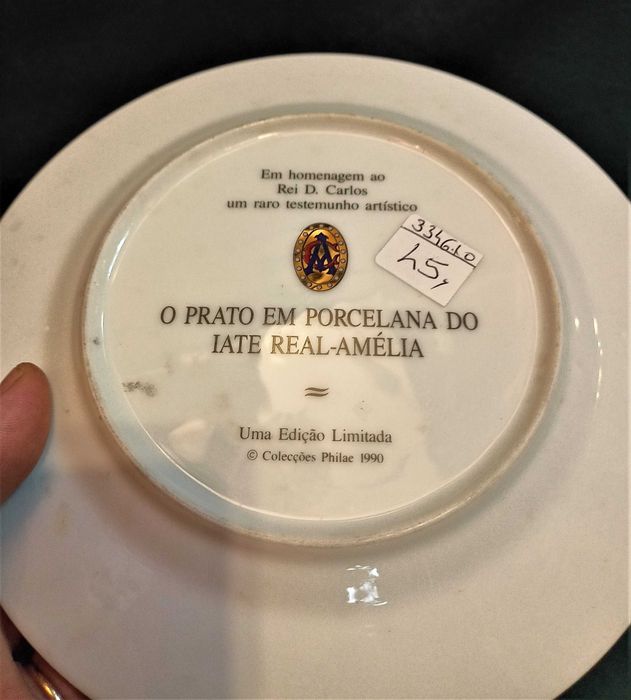 Em homenagem ao
Rei D. Carlos
um raro testemunho artístico
3346.LO
45,
O PRATO EM PORCELANA DO
IATE REAL-AMÉLIA
Uma Edição Limitada
© Colecções Philae 1990